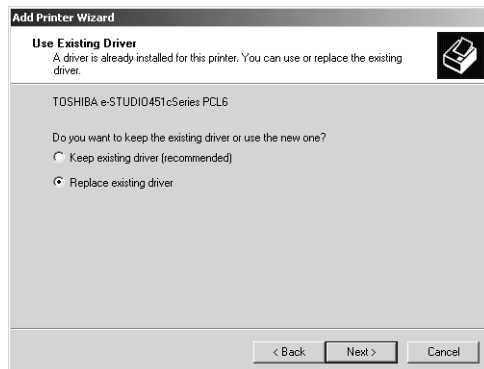 Add Printer Wizard
Use Existing Driver
A driver is already installed for this printer. You can use or replace the existing
driver.
TOSHIBA e-STUDIO451cSeries PCL6
Do you want to keep the existing driver or use the new one?
Keep existing driver (recommended)
Replace existing driver
< Back Next > Cancel